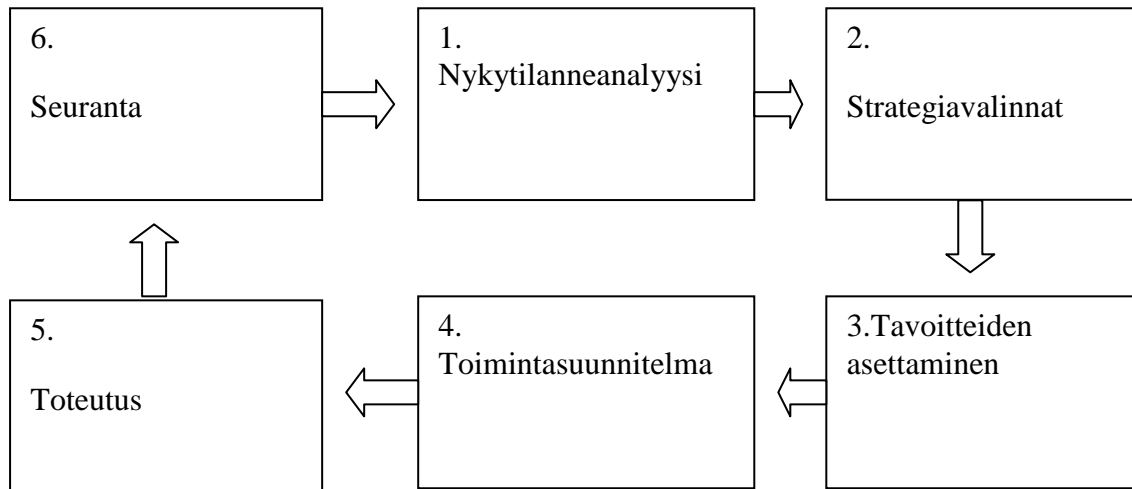 6.
Seuranta
1.
Nykytilanneanalyysi
2.
Strategiavalinnat
5.
Toteutus
4.
Toimintasuunnitelma
3.Tavoitteiden
asettaminen